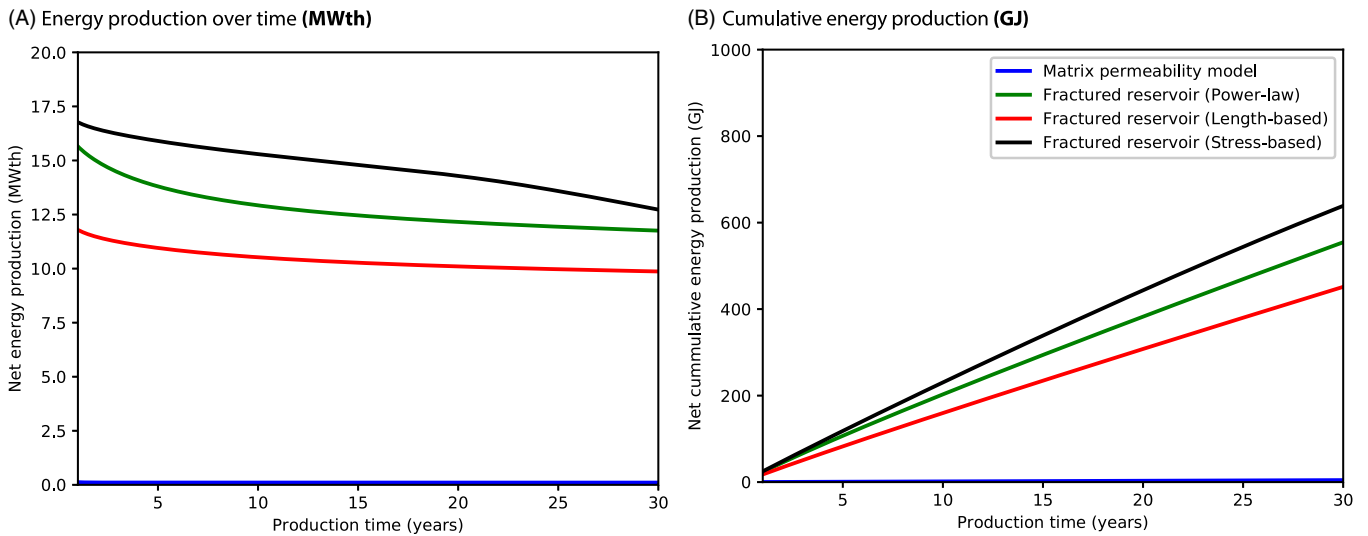 (A) Energy production over time (MWth)
20.0
17.5
15.0
12.5
10.0
7.5
5.0
2.5
0.0
Net energy production (MWth)
5 10 15 20 25 30
Production time (years)
(B) Cumulative energy production (GJ)
1000
800
600
400
200
0
Net cummulative energy production (GJ)
Matrix permeability model
Fractured reservoir (Power-law)
Fractured reservoir (Length-based)
Fractured reservoir (Stress-based)
5 10 15 20 25 30
Production time (years)